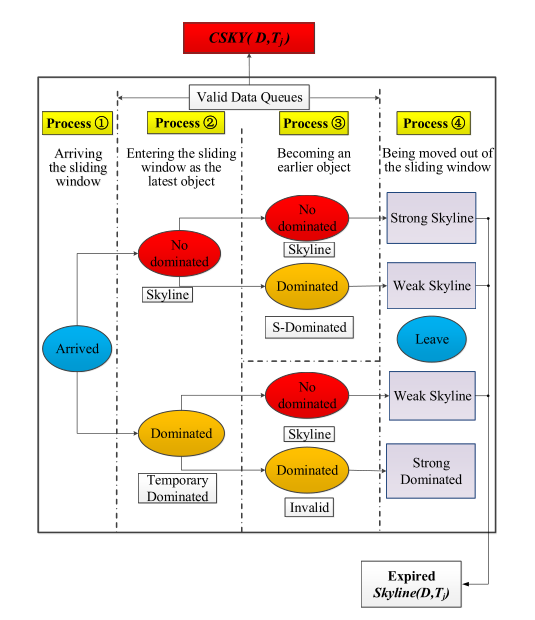 CSKY( D,Tj)
Valid Data Queues
Process ①
Process ②
Process ③
Process ④
Arriving
the sliding
window
Entering the sliding
window as the
latest object
Becoming an
earlier object
Being moved out of
the sliding window
No
dominated
Skyline
No
dominated
Skyline
Strong Skyline
Dominated
S-Dominated
Weak Skyline
Arrived
Leave
Dominated
Temporary
Dominated
No
dominated
Skyline
Weak Skyline
Dominated
Invalid
Strong
Dominated
Expired
Skyline(D,Tj)